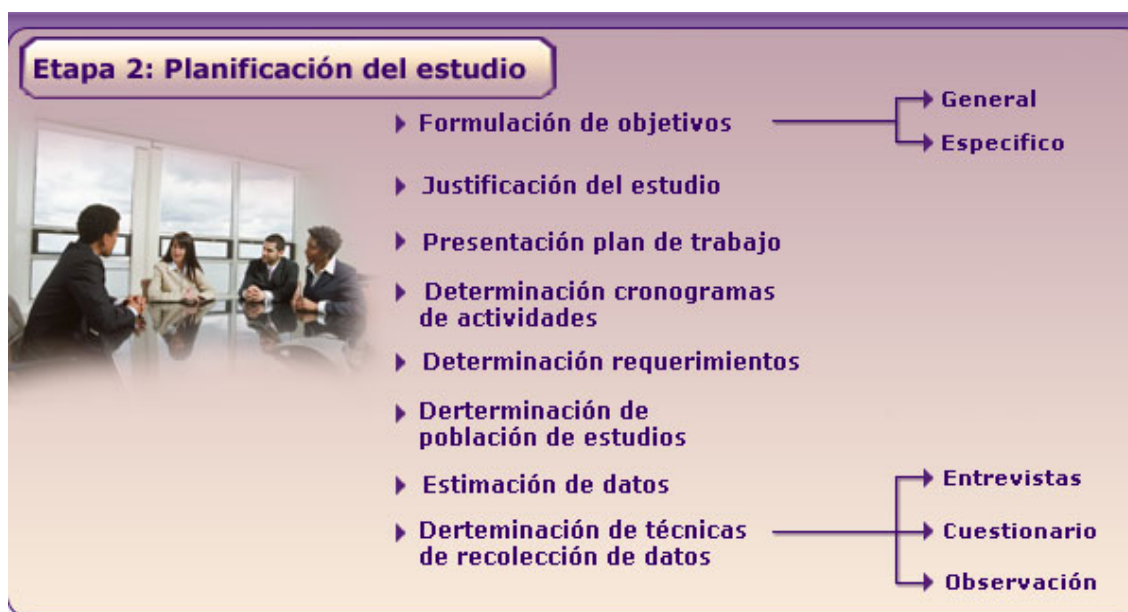 Etapa 2: Planificación del estudio
Formulación de objetivos
General
Especifico
Justificación del estudio
Presentación plan de trabajo
Determinación cronogramas
de actividades
Determinación requerimientos
Derterminación de
población de estudios
Estimación de datos
Derteminación de técnicas
de recolección de datos
Entrevistas
Cuestionario
Observación